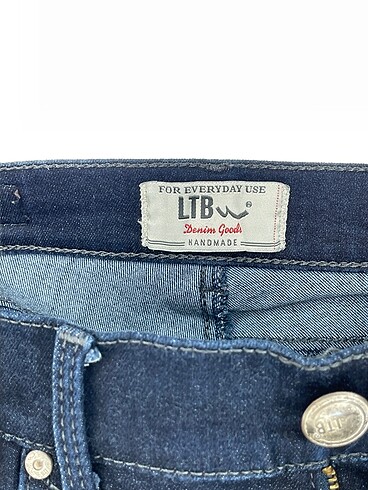 FOR EVERYDAY USE
LTB ®
Denim Goods
HANDMADE
LTB